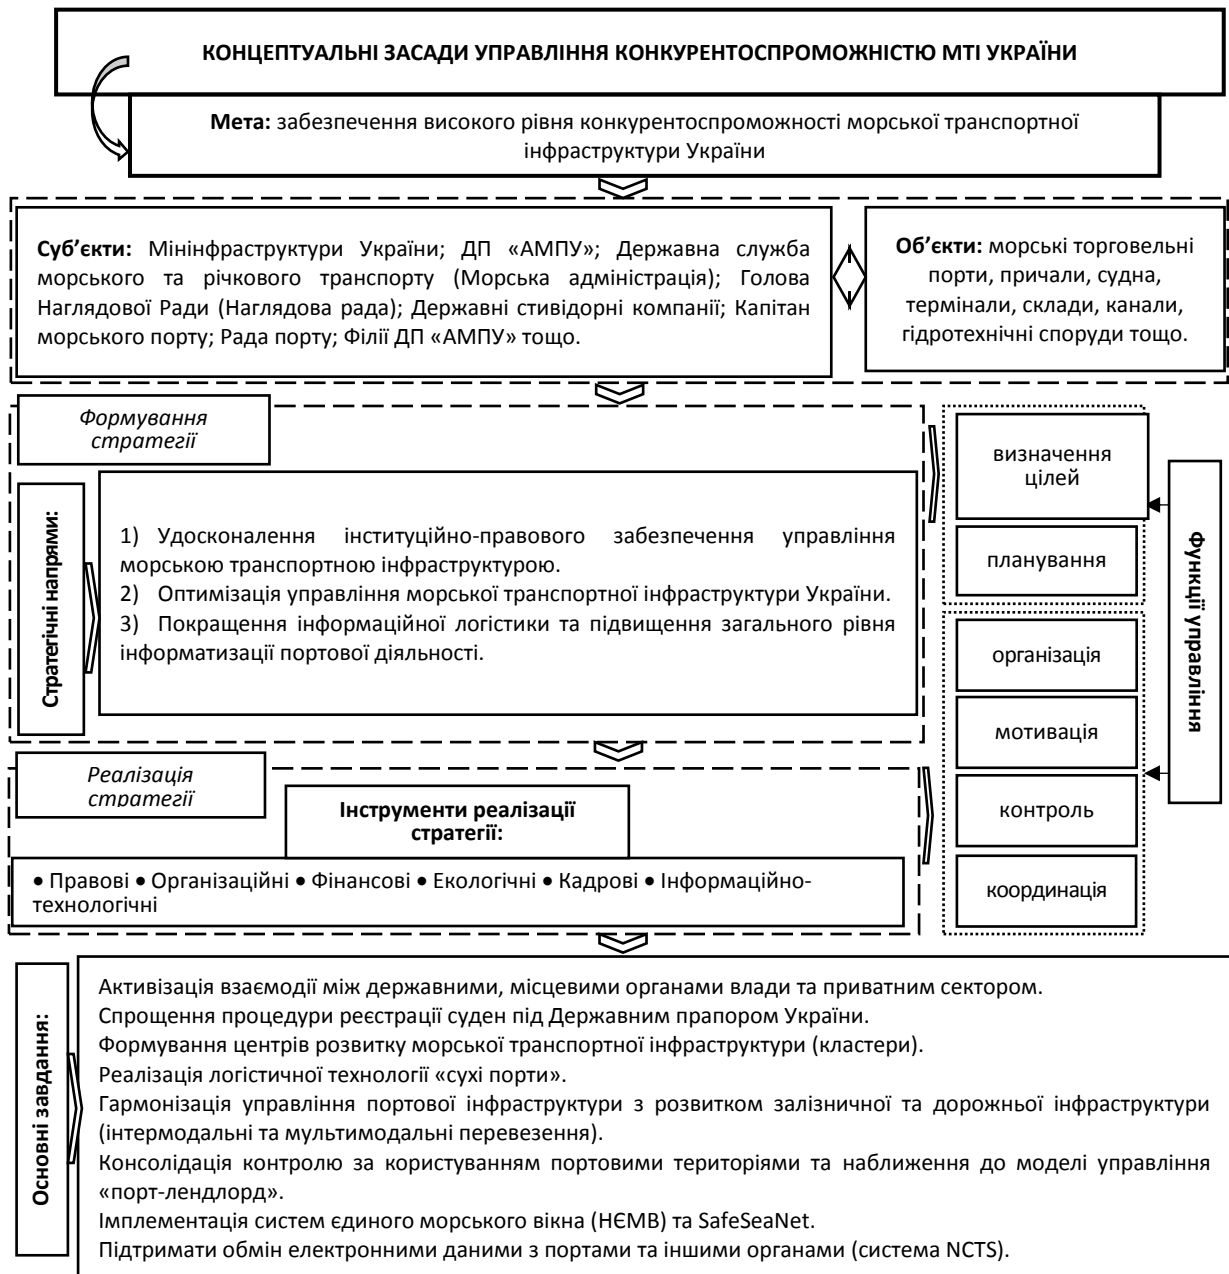 КОНЦЕПТУАЛЬНІ ЗАСАДИ УПРАВЛІННЯ КОНКУРЕНТОСПРОМОЖНІСТЮ МТІ УКРАЇНИ
Мета: забезпечення високого рівня конкурентоспроможності морської транспортної
інфраструктури України
Суб’єкти: Мінінфраструктури України; ДП «АМПУ»; Державна служба
морського та річкового транспорту (Морська адміністрація); Голова
Наглядової Ради (Наглядова рада); Державні стивідорні компанії; Капітан
морського порту; Рада порту; Філії ДП «АМПУ» тощо.
Об’єкти: морські торговельні
порти, причали, судна,
термінали, склади, канали,
гідротехнічні споруди тощо.
Формування
стратегії
Стратегічні напрями:
1) Удосконалення інституційно-правового забезпечення управління
морською транспортною інфраструктурою.
2) Оптимізація управління морської транспортної інфраструктури України.
3) Покращення інформаційної логістики та підвищення загального рівня
інформатизації портової діяльності.
визначення
цілей
планування
організація
мотивація
контроль
координація
Функції управління
Реалізація
стратегії
Інструменти реалізації
стратегії:
• Правові • Організаційні • Фінансові • Екологічні • Кадрові • Інформаційно-
технологічні
Основні завдання:
Активізація взаємодії між державними, місцевими органами влади та приватним сектором.
Спрощення процедури реєстрації суден під Державним прапором України.
Формування центрів розвитку морської транспортної інфраструктури (кластери).
Реалізація логістичної технології «сухі порти».
Гармонізація управління портової інфраструктури з розвитком залізничної та дорожньої інфраструктури
(інтермодальні та мультимодальні перевезення).
Консолідація контролю за користуванням портовими територіями та наближення до моделі управління
«порт-лендлорд».
Імплементація систем єдиного морського вікна (НЄМВ) та SafeSeaNet.
Підтримати обмін електронними даними з портами та іншими органами (система NCTS).